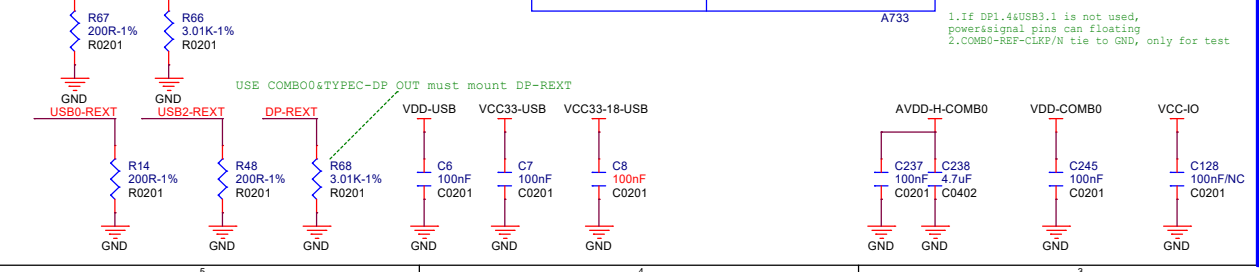 R67
200R-1%
R0201
GND
R66
3.01K-1%
R0201
GND
A733
1.If DP1.4&USB3.1 is not used,
power&signal pins can floating
2.COMB0-REF-CLKP/N tie to GND, only for test
USE COMBO0&TYPEC-DP OUT must mount DP-REXT
USB0-REXT
R14
200R-1%
R0201
GND
USB2-REXT
R48
200R-1%
R0201
GND
DP-REXT
R68
3.01K-1%
R0201
GND
VDD-USB
C6
100nF
C0201
GND
VCC33-USB
C7
100nF
C0201
GND
VCC33-18-USB
C8
100nF
C0201
GND
AVDD-H-COMB0
C237
100nF
C0201
GND
C238
4.7uF
C0402
GND
VDD-COMB0
C245
100nF
C0201
GND
VCC-IO
C128
100nF/NC
C0201
GND